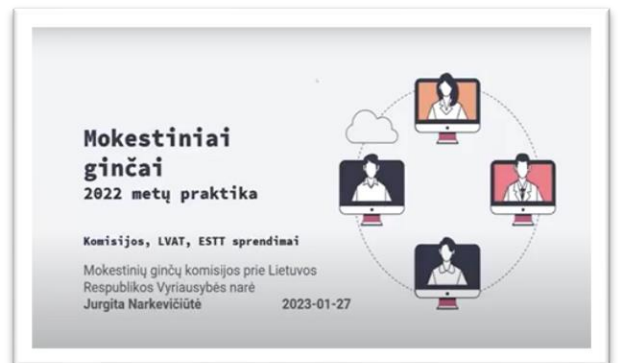 Mokestiniai
ginčai
2022 metų praktika
Komisijos, LVAT, ESTT sprendimai
Mokestinių ginčų komisijos prie Lietuvos
Respublikos Vyriausybės narė
Jurgita Narkevičiūtė 2023-01-27